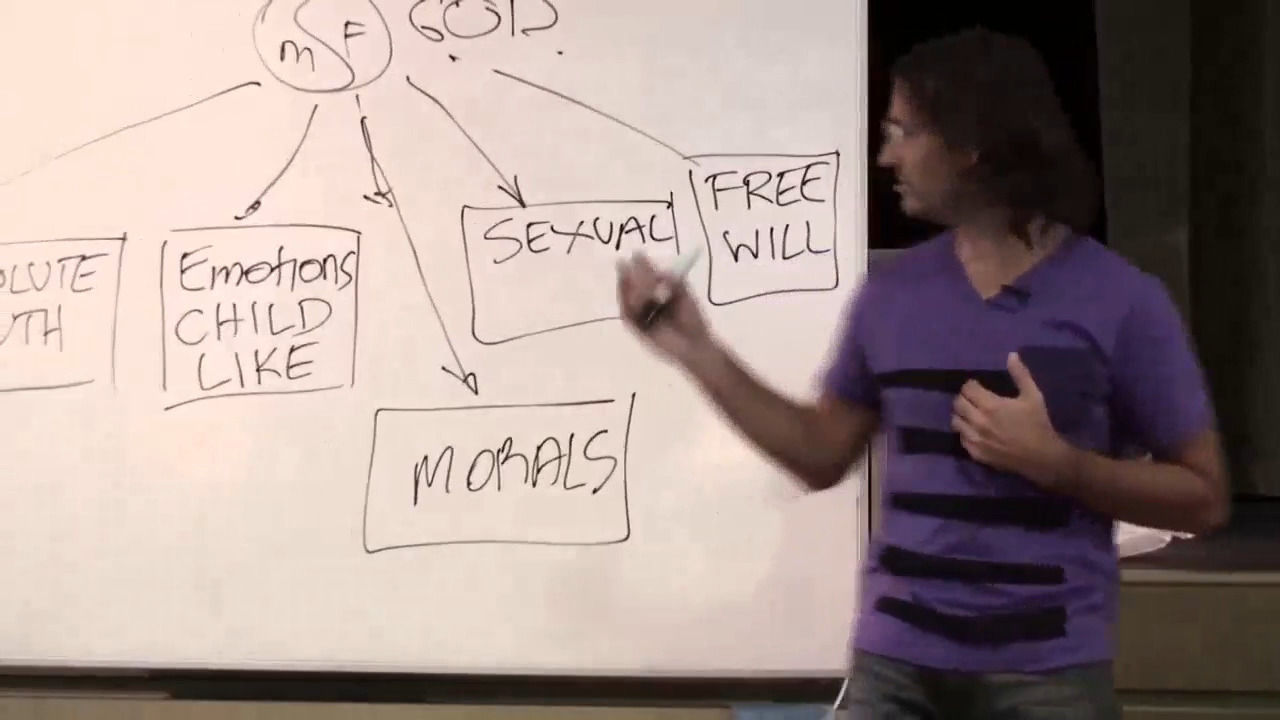 m F GOD
OLUTE
UTH
Emotions
CHILD
LIKE
SEXUAL
FREE
WILL
MORALS